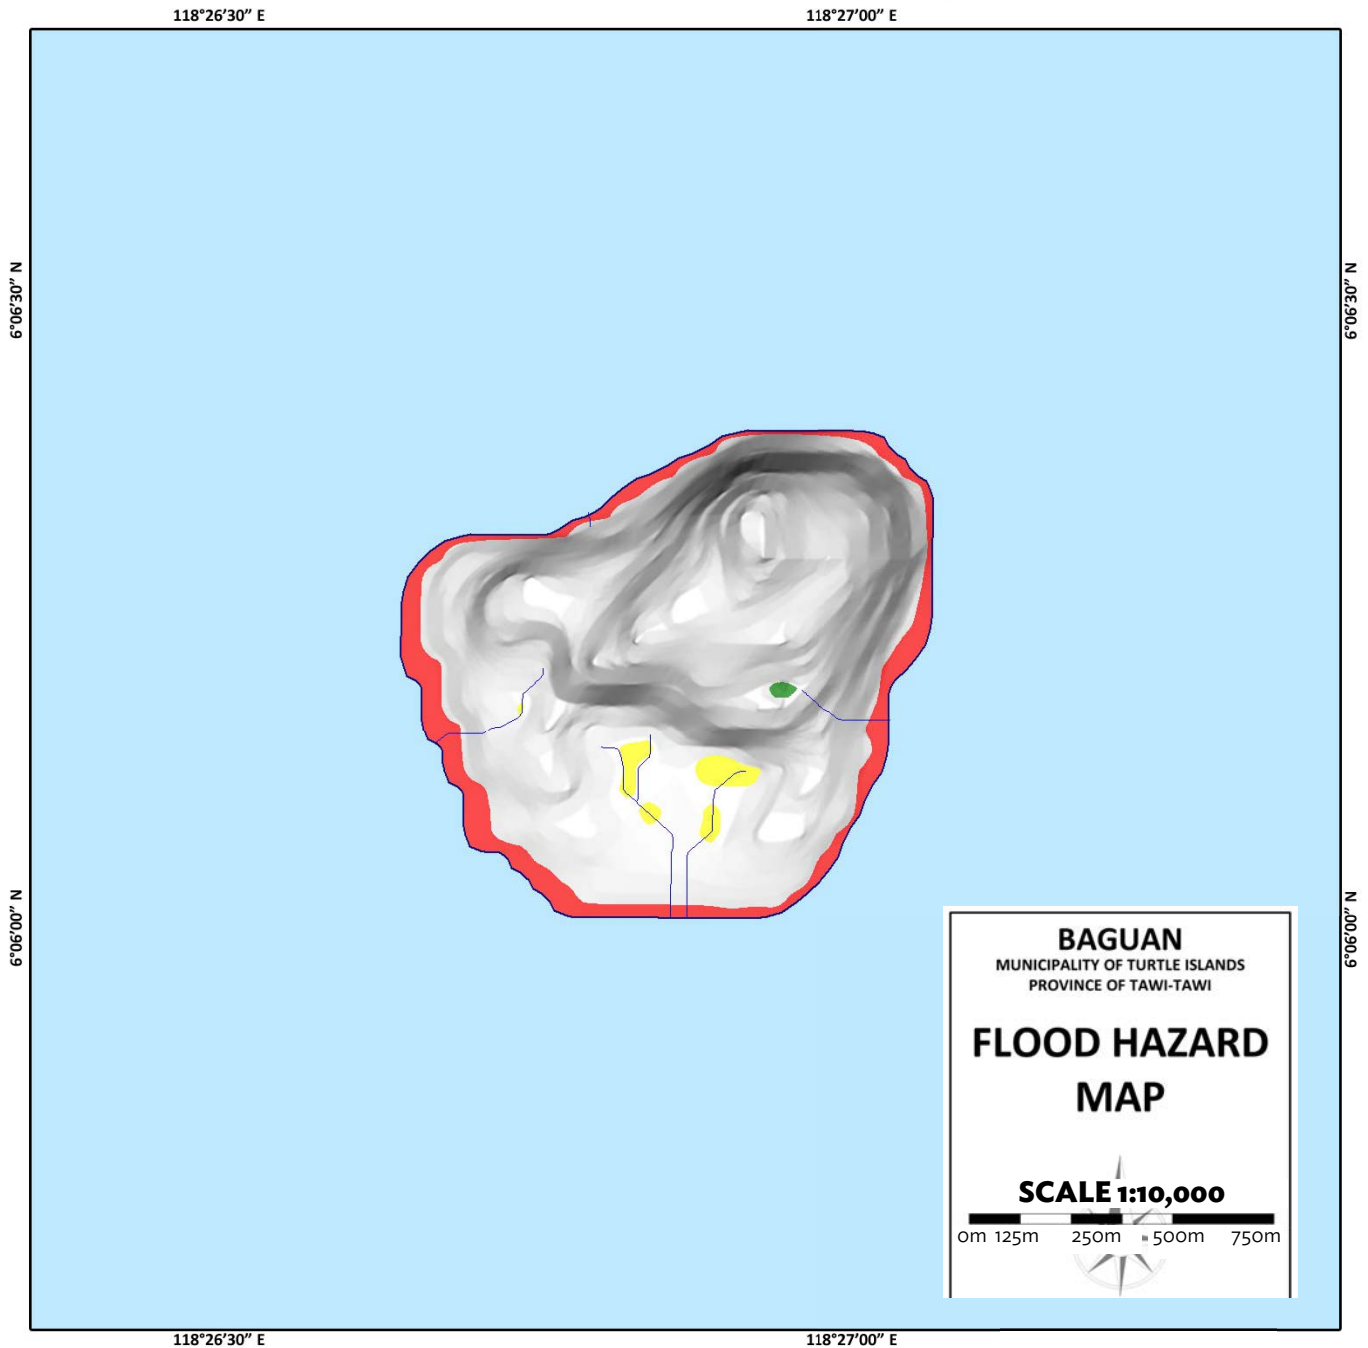 118°26′30″ E 118°27′00″ E
6°06′30″ N 6°06′30″ N
6°06′00″ N 6°06′00″ N
BAGUAN
MUNICIPALITY OF TURTLE ISLANDS
PROVINCE OF TAWI-TAWI
FLOOD HAZARD
MAP
SCALE 1:10,000
0m 125m 250m 500m 750m
118°26′30″ E 118°27′00″ E